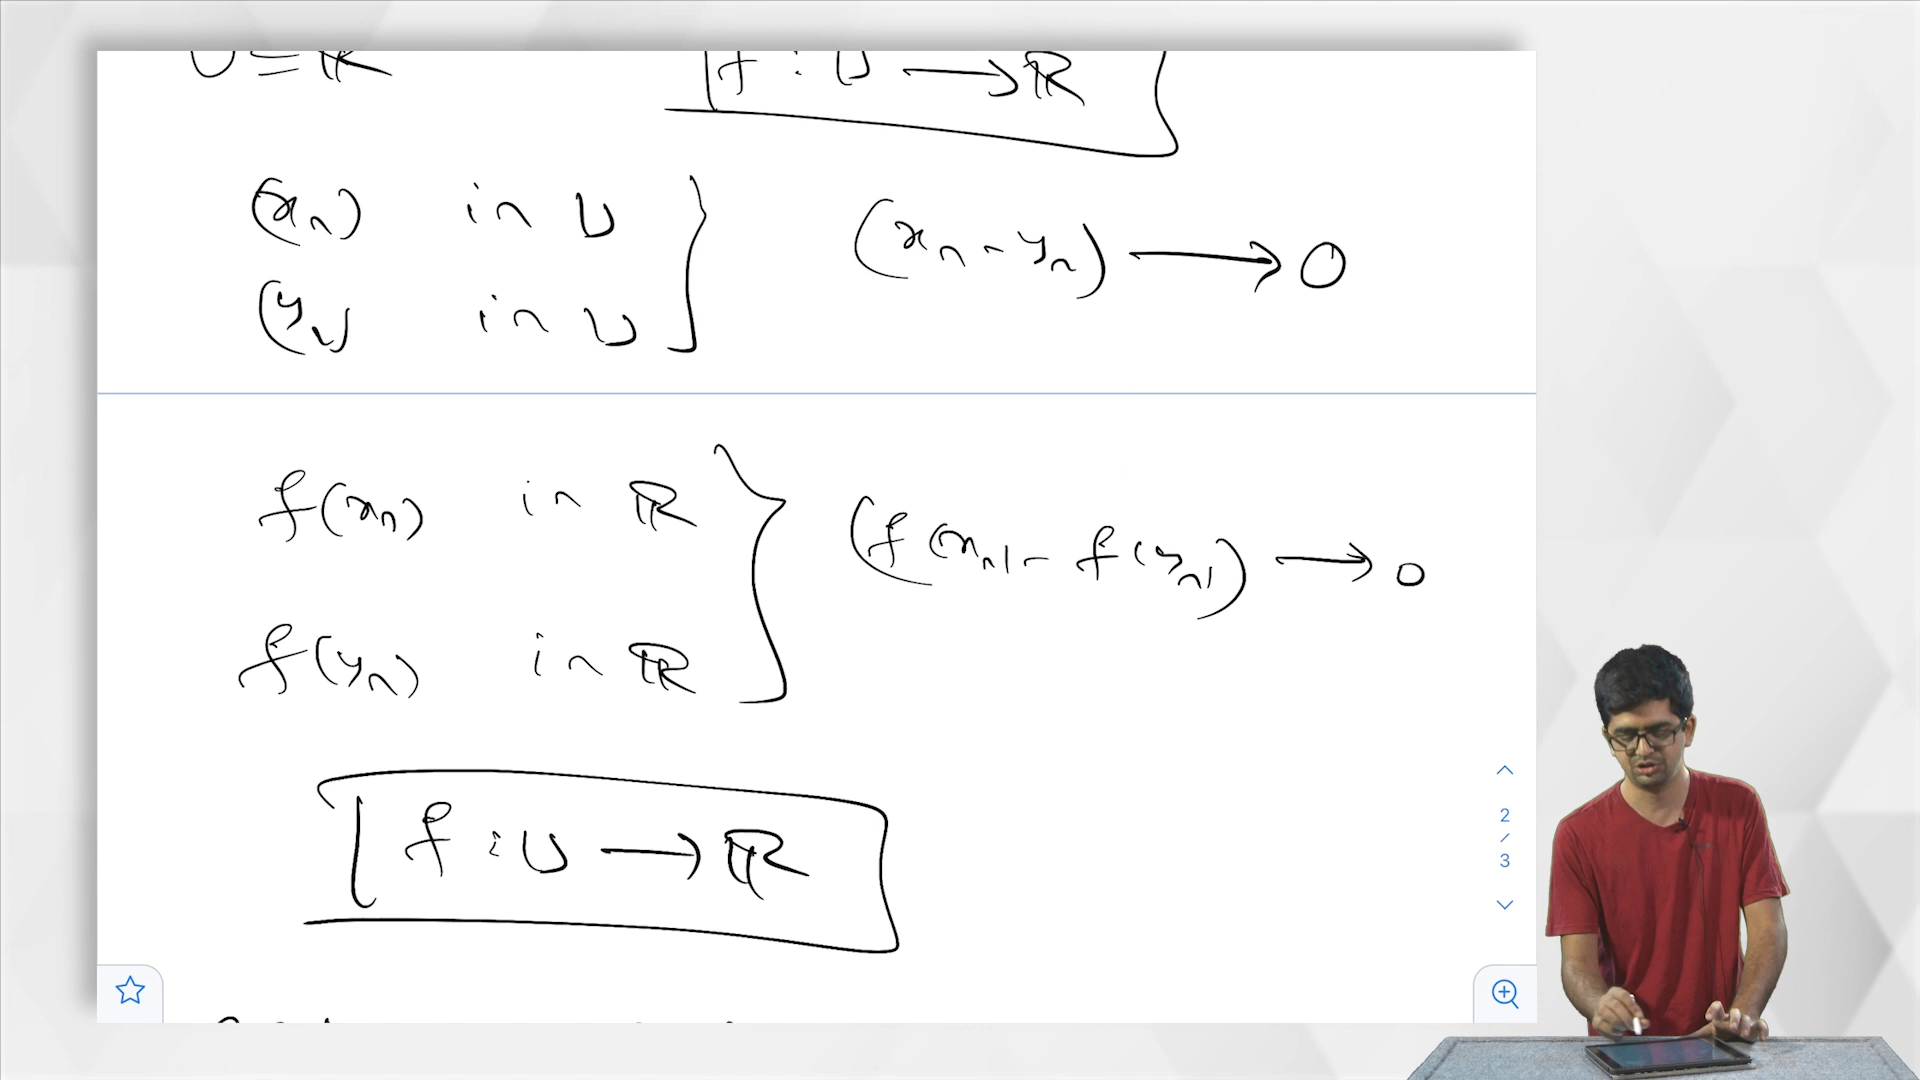 U ⊆ ℝ f : U ⟶ ℝ
(xₙ) in U
(xₙ - yₙ) ⟶ 0
(yₙ) in U
f(xₙ) in ℝ
(f(xₙ) - f(yₙ)) ⟶ 0
f(yₙ) in ℝ
f : U ⟶ ℝ
2
/
3